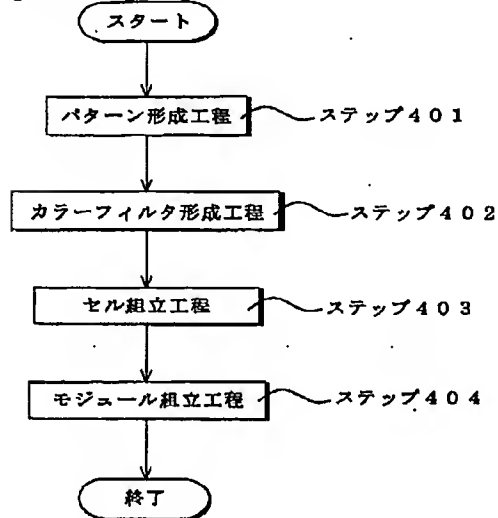 スタート
パターン形成工程 ステップ401
カラーフィルタ形成工程 ステップ402
セル組立工程 ステップ403
モジュール組立工程 ステップ404
終了